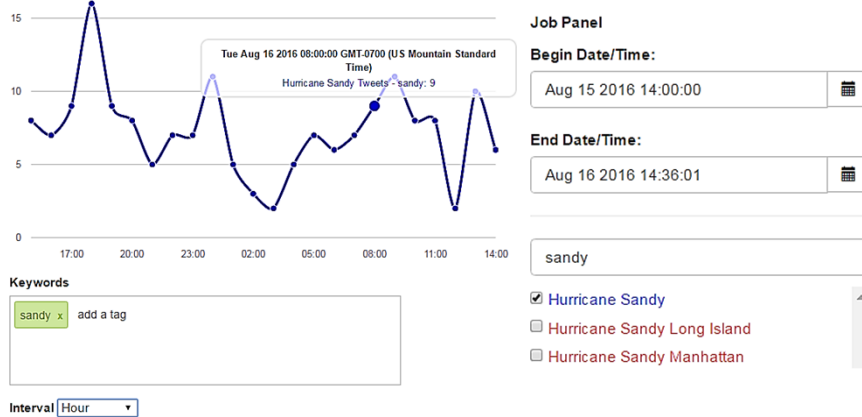 15
10
5
0
Tue Aug 16 2016 08:00:00 GMT-0700 (US Mountain Standard
Time)
Hurricane Sandy Tweets - sandy: 9
17:00 20:00 23:00 02:00 05:00 08:00 11:00 14:00
Keywords
sandy x add a tag
Interval Hour
Job Panel
Begin Date/Time:
Aug 15 2016 14:00:00
End Date/Time:
Aug 16 2016 14:36:01
sandy
Hurricane Sandy
Hurricane Sandy Long Island
Hurricane Sandy Manhattan